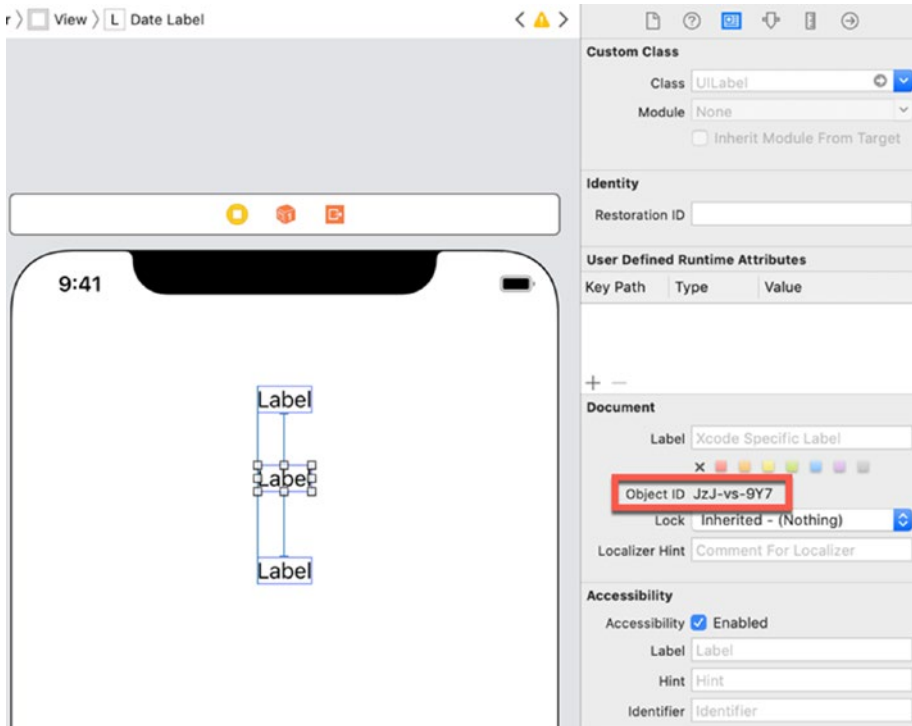 r 〉 View 〉 L Date Label
Custom Class
Class UILabel
Module None
Inherit Module From Target
Identity
Restoration ID
User Defined Runtime Attributes
Key Path Type Value
9:41
+ −
Document
Label
Label Xcode Specific Label
Label
Object ID JzJ-vs-9Y7
Lock Inherited - (Nothing)
Localizer Hint Comment For Localizer
Label
Accessibility
Accessibility Enabled
Label Label
Hint Hint
Identifier Identifier